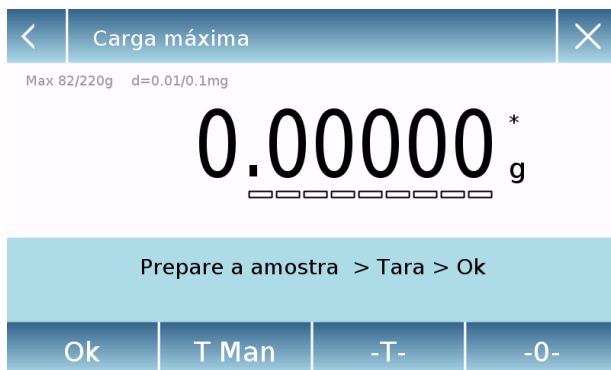 Carga máxima
Max 82/220g d=0.01/0.1mg
0.00000 * g
Prepare a amostra > Tara > Ok
Ok T Man -T- -0-